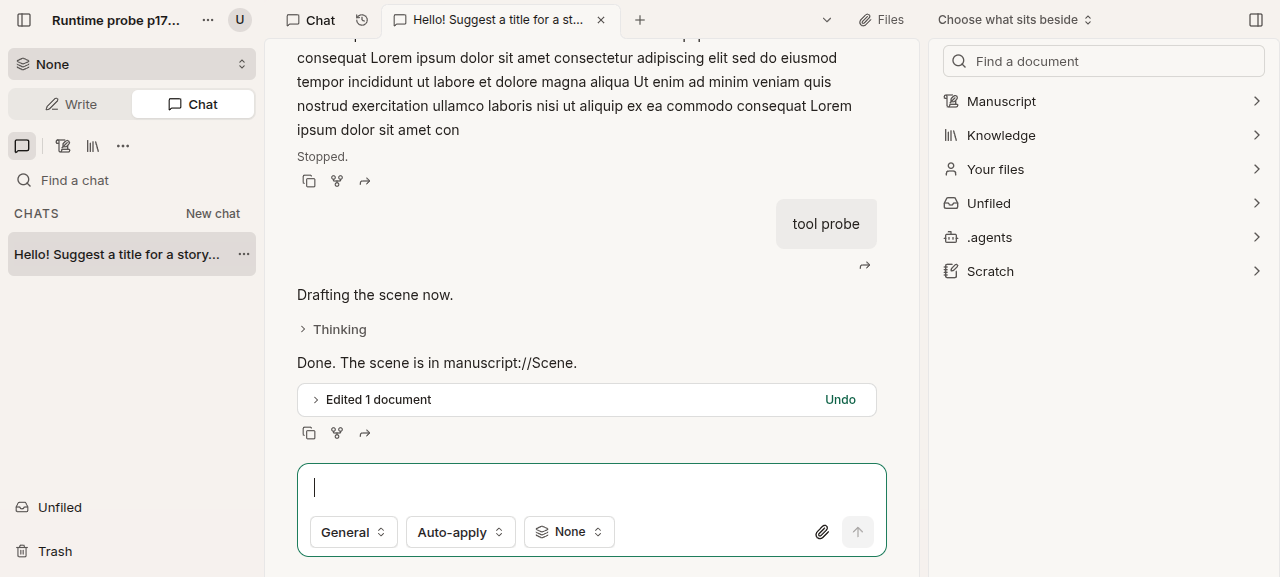 Runtime probe p17...
U
None
Write
Chat
Find a chat
CHATS
New chat
Hello! Suggest a title for a story...
Unfiled
Trash
Chat
Hello! Suggest a title for a st...
Files
consequat Lorem ipsum dolor sit amet consectetur adipiscing elit sed do eiusmod
tempor incididunt ut labore et dolore magna aliqua Ut enim ad minim veniam quis
nostrud exercitation ullamco laboris nisi ut aliquip ex ea commodo consequat Lorem
ipsum dolor sit amet con
Stopped.
tool probe
Drafting the scene now.
Thinking
Done. The scene is in manuscript://Scene.
Edited 1 document
Undo
General
Auto-apply
None
Choose what sits beside
Find a document
Manuscript
Knowledge
Your files
Unfiled
.agents
Scratch